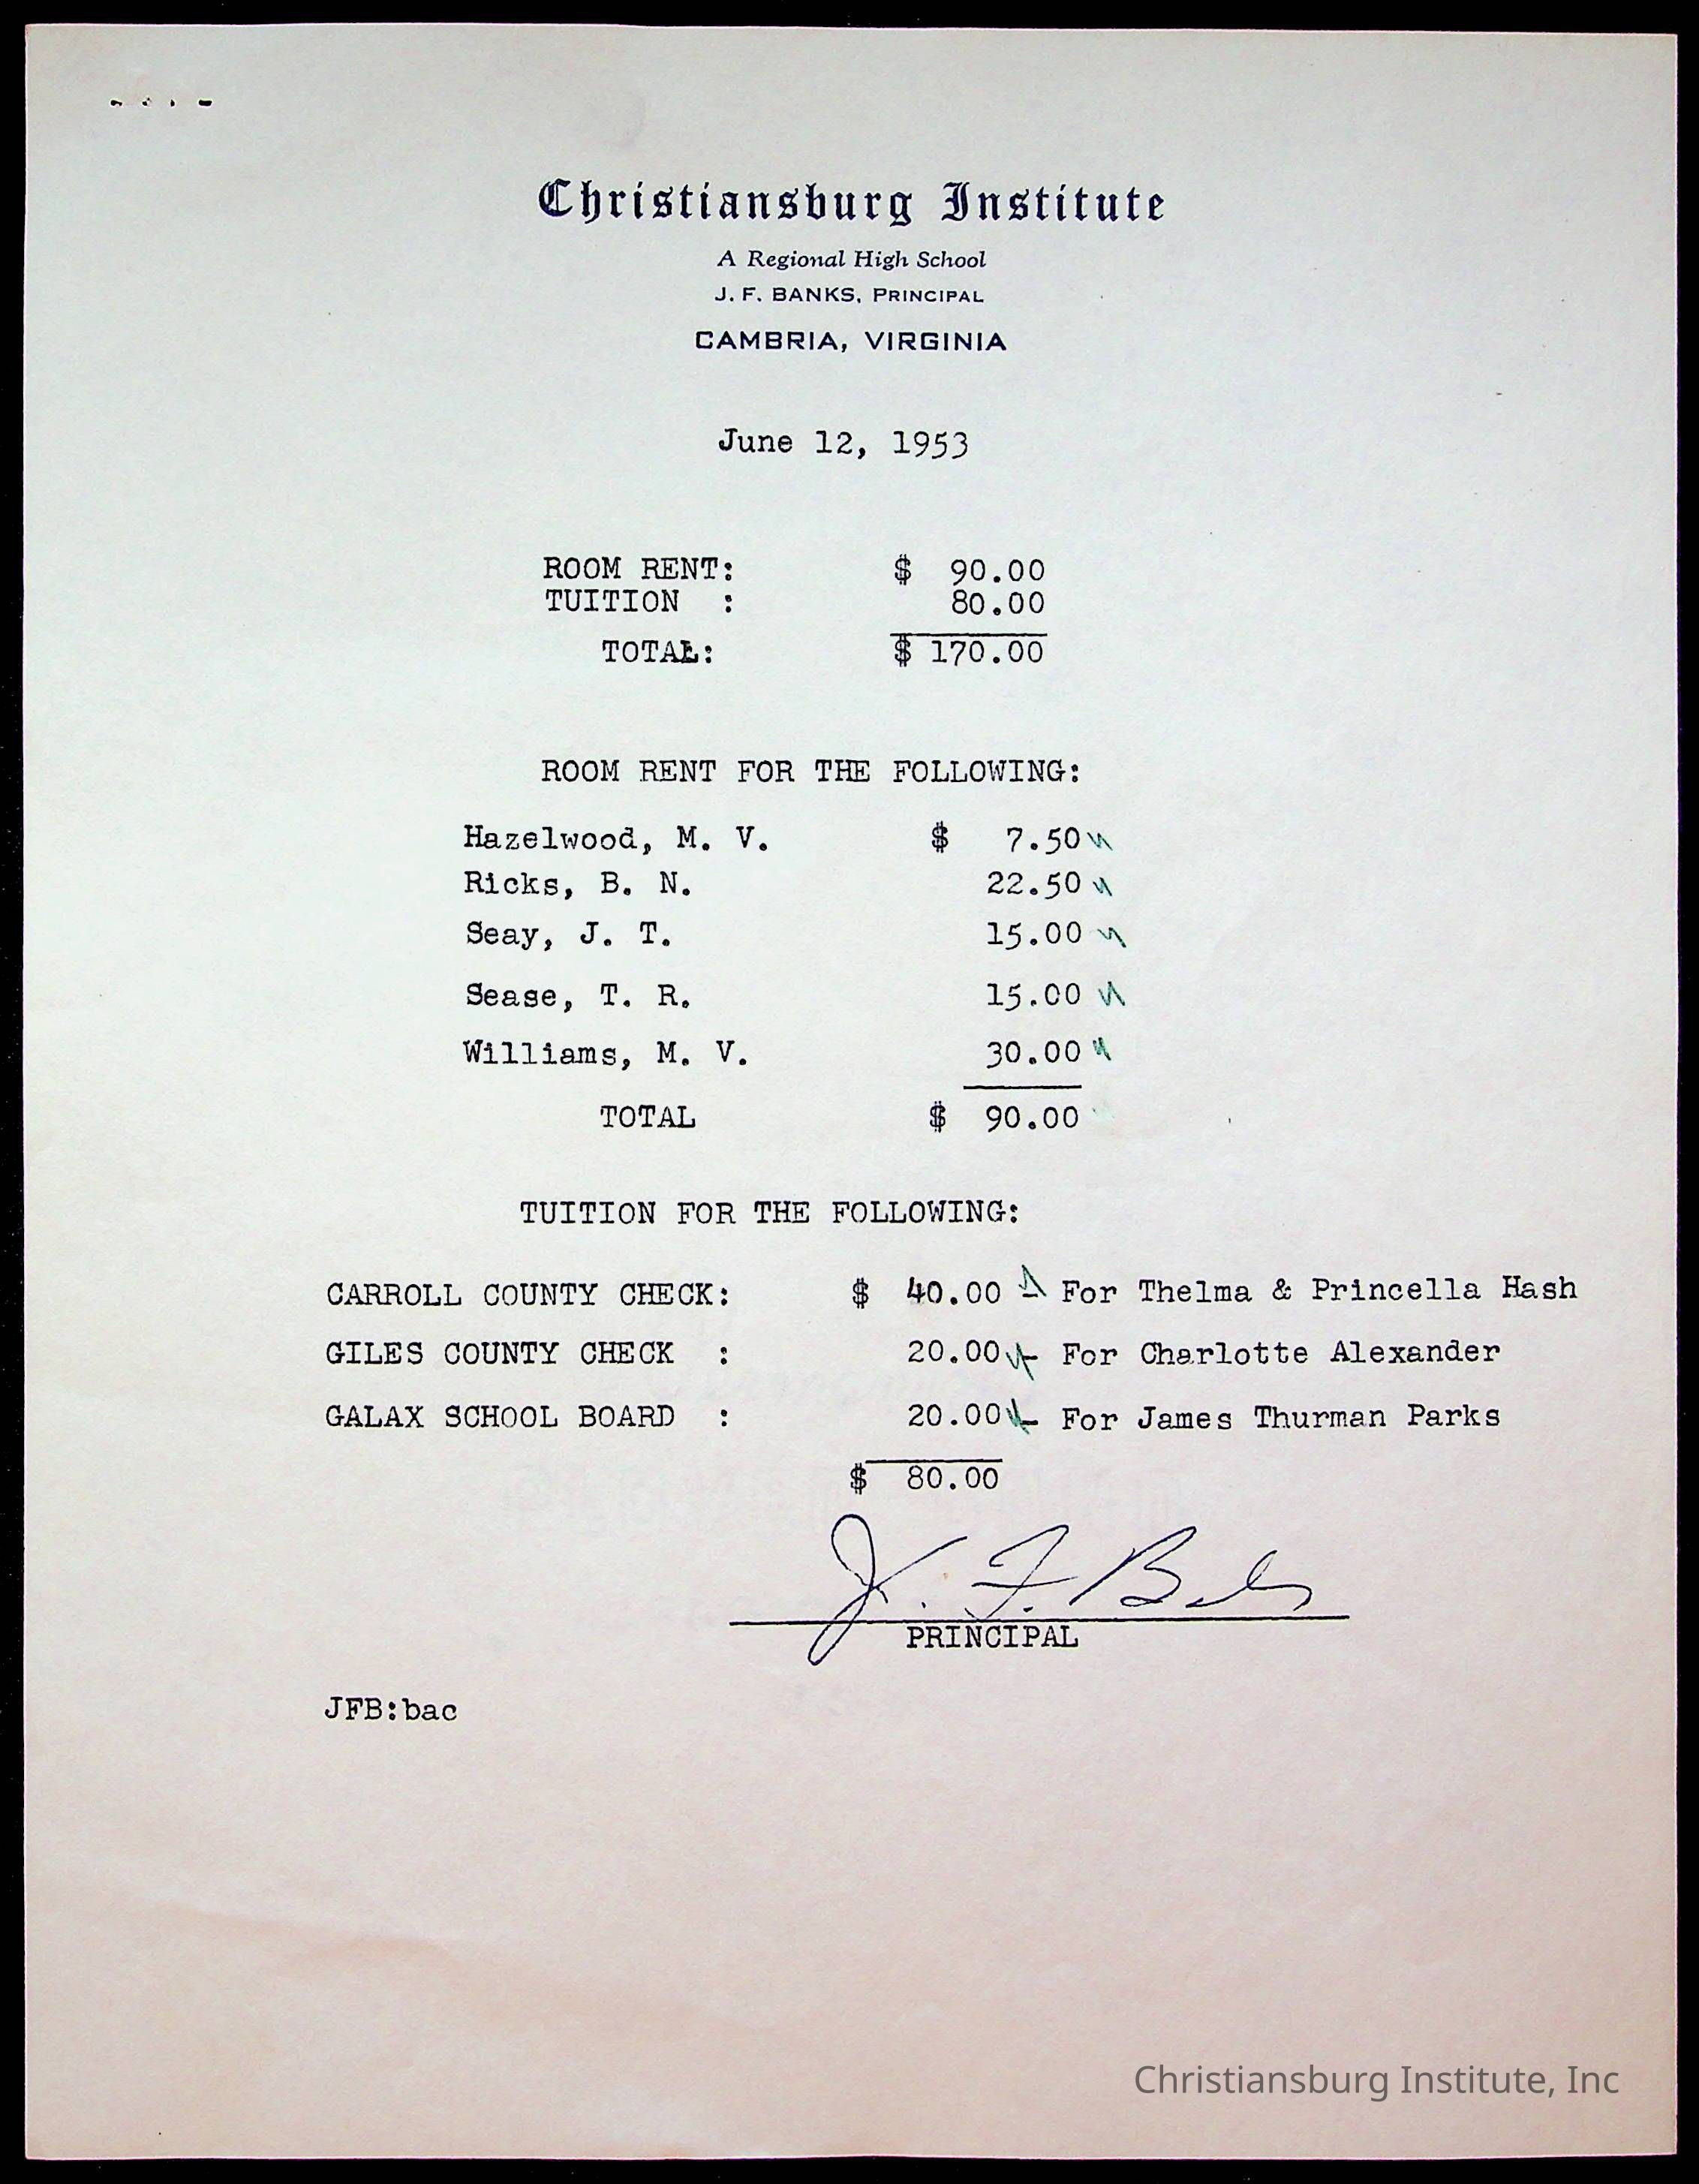 Christiansburg Institute
A Regional High School
J. F. BANKS, PRINCIPAL
CAMBRIA, VIRGINIA
June 12, 1953
ROOM RENT: $ 90.00
TUITION : 80.00
TOTAL: $ 170.00
ROOM RENT FOR THE FOLLOWING:
Hazelwood, M. V. $ 7.50
Ricks, B. N. 22.50
Seay, J. T. 15.00
Sease, T. R. 15.00
Williams, M. V. 30.00
TOTAL $ 90.00
TUITION FOR THE FOLLOWING:
CARROLL COUNTY CHECK: $ 40.00 - For Thelma & Princella Hash
GILES COUNTY CHECK : 20.00 - For Charlotte Alexander
GALAX SCHOOL BOARD : 20.00 - For James Thurman Parks
$ 80.00
J. F. Banks
PRINCIPAL
JFB:bac
Christiansburg Institute, Inc